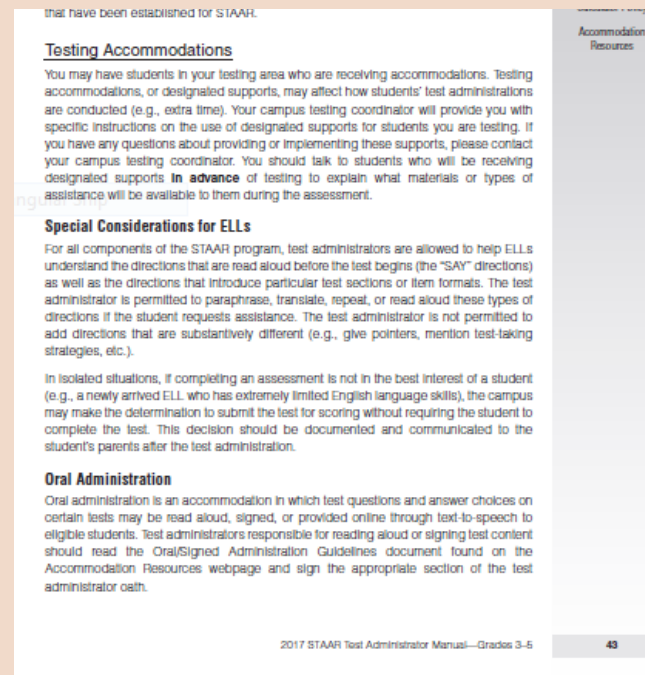 that have been established for STAAR.
Accommodation
Resources
Testing Accommodations
You may have students in your testing area who are receiving accommodations. Testing
accommodations, or designated supports, may affect how students' test administrations
are conducted (e.g., extra time). Your campus testing coordinator will provide you with
specific instructions on the use of designated supports for students you are testing. If
you have any questions about providing or implementing these supports, please contact
your campus testing coordinator. You should talk to students who will be receiving
designated supports in advance of testing to explain what materials or types of
assistance will be available to them during the assessment.
Special Considerations for ELLs
For all components of the STAAR program, test administrators are allowed to help ELLs
understand the directions that are read aloud before the test begins (the "SAY" directions)
as well as the directions that introduce particular test sections or item formats. The test
administrator is permitted to paraphrase, translate, repeat, or read aloud these types of
directions if the student requests assistance. The test administrator is not permitted to
add directions that are substantively different (e.g., give pointers, mention test-taking
strategies, etc.).
In isolated situations, if completing an assessment is not in the best interest of a student
(e.g., a newly arrived ELL who has extremely limited English language skills), the campus
may make the determination to submit the test for scoring without requiring the student to
complete the test. This decision should be documented and communicated to the
student's parents after the test administration.
Oral Administration
Oral administration is an accommodation in which test questions and answer choices on
certain tests may be read aloud, signed, or provided online through text-to-speech to
eligible students. Test administrators responsible for reading aloud or signing test content
should read the Oral/Signed Administration Guidelines document found on the
Accommodation Resources webpage and sign the appropriate section of the test
administrator oath.
2017 STAAR Test Administrator Manual—Grades 3–5
43